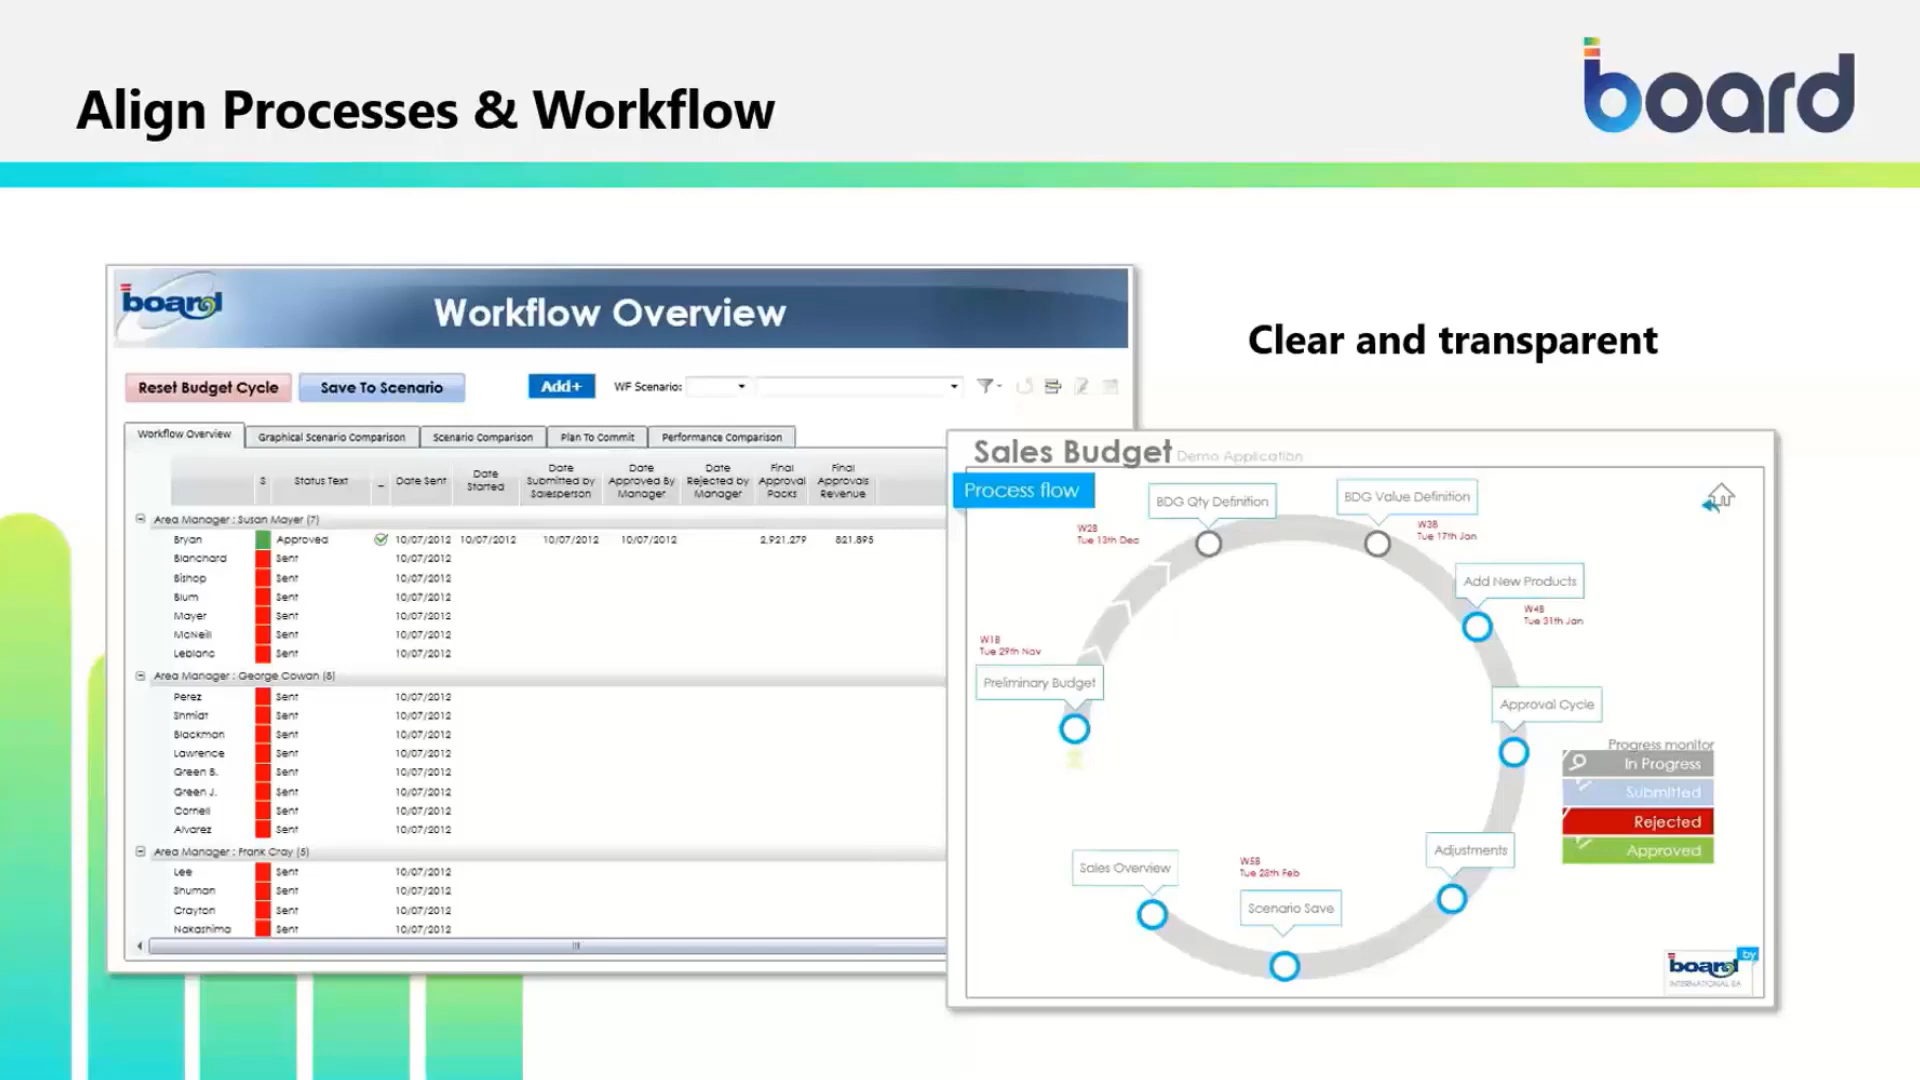 Align Processes & Workflow
board
board
Workflow Overview
Reset Budget Cycle
Save To Scenario
Add+
WF Scenario:
Workflow Overview
Graphical Scenario Comparison
Scenario Comparison
Plan To Commit
Performance Comparison
S
Status Text
Date Sent
Date Started
Date Submitted by Salesperson
Date Approved By Manager
Date Rejected by Manager
Final Approval Packs
Final Approvals Revenue
Area Manager : Susan Mayer (7)
Bryan Approved 10/07/2012 10/07/2012 10/07/2012 10/07/2012 2,921,279 821,895
Blanchard Sent 10/07/2012
Bishop Sent 10/07/2012
Blum Sent 10/07/2012
Mayer Sent 10/07/2012
McNeill Sent 10/07/2012
Leblanc Sent 10/07/2012
Area Manager : George Cowan (8)
Perez Sent 10/07/2012
Sent 10/07/2012
Blackmon Sent 10/07/2012
Lawrence Sent 10/07/2012
Green B. Sent 10/07/2012
Green J. Sent 10/07/2012
Cornell Sent 10/07/2012
Alvarez Sent 10/07/2012
Area Manager : Frank Cray (5)
Lee Sent 10/07/2012
Shuman Sent 10/07/2012
Crayton Sent 10/07/2012
Nakashima Sent 10/07/2012
Clear and transparent
Sales Budget Demo Application
Process flow
BDG Qty Definition
BDG Value Definition
W2B
Tue 13th Dec
W3B
Tue 17th Jan
Add New Products
W4B
Tue 31th Jan
W1B
Tue 29th Nov
Preliminary Budget
Approval Cycle
Progress monitor
In Progress
Submitted
Rejected
Approved
Adjustments
Sales Overview
W5B
Tue 28th Feb
Scenario Save
by
board
INTERNATIONAL SA